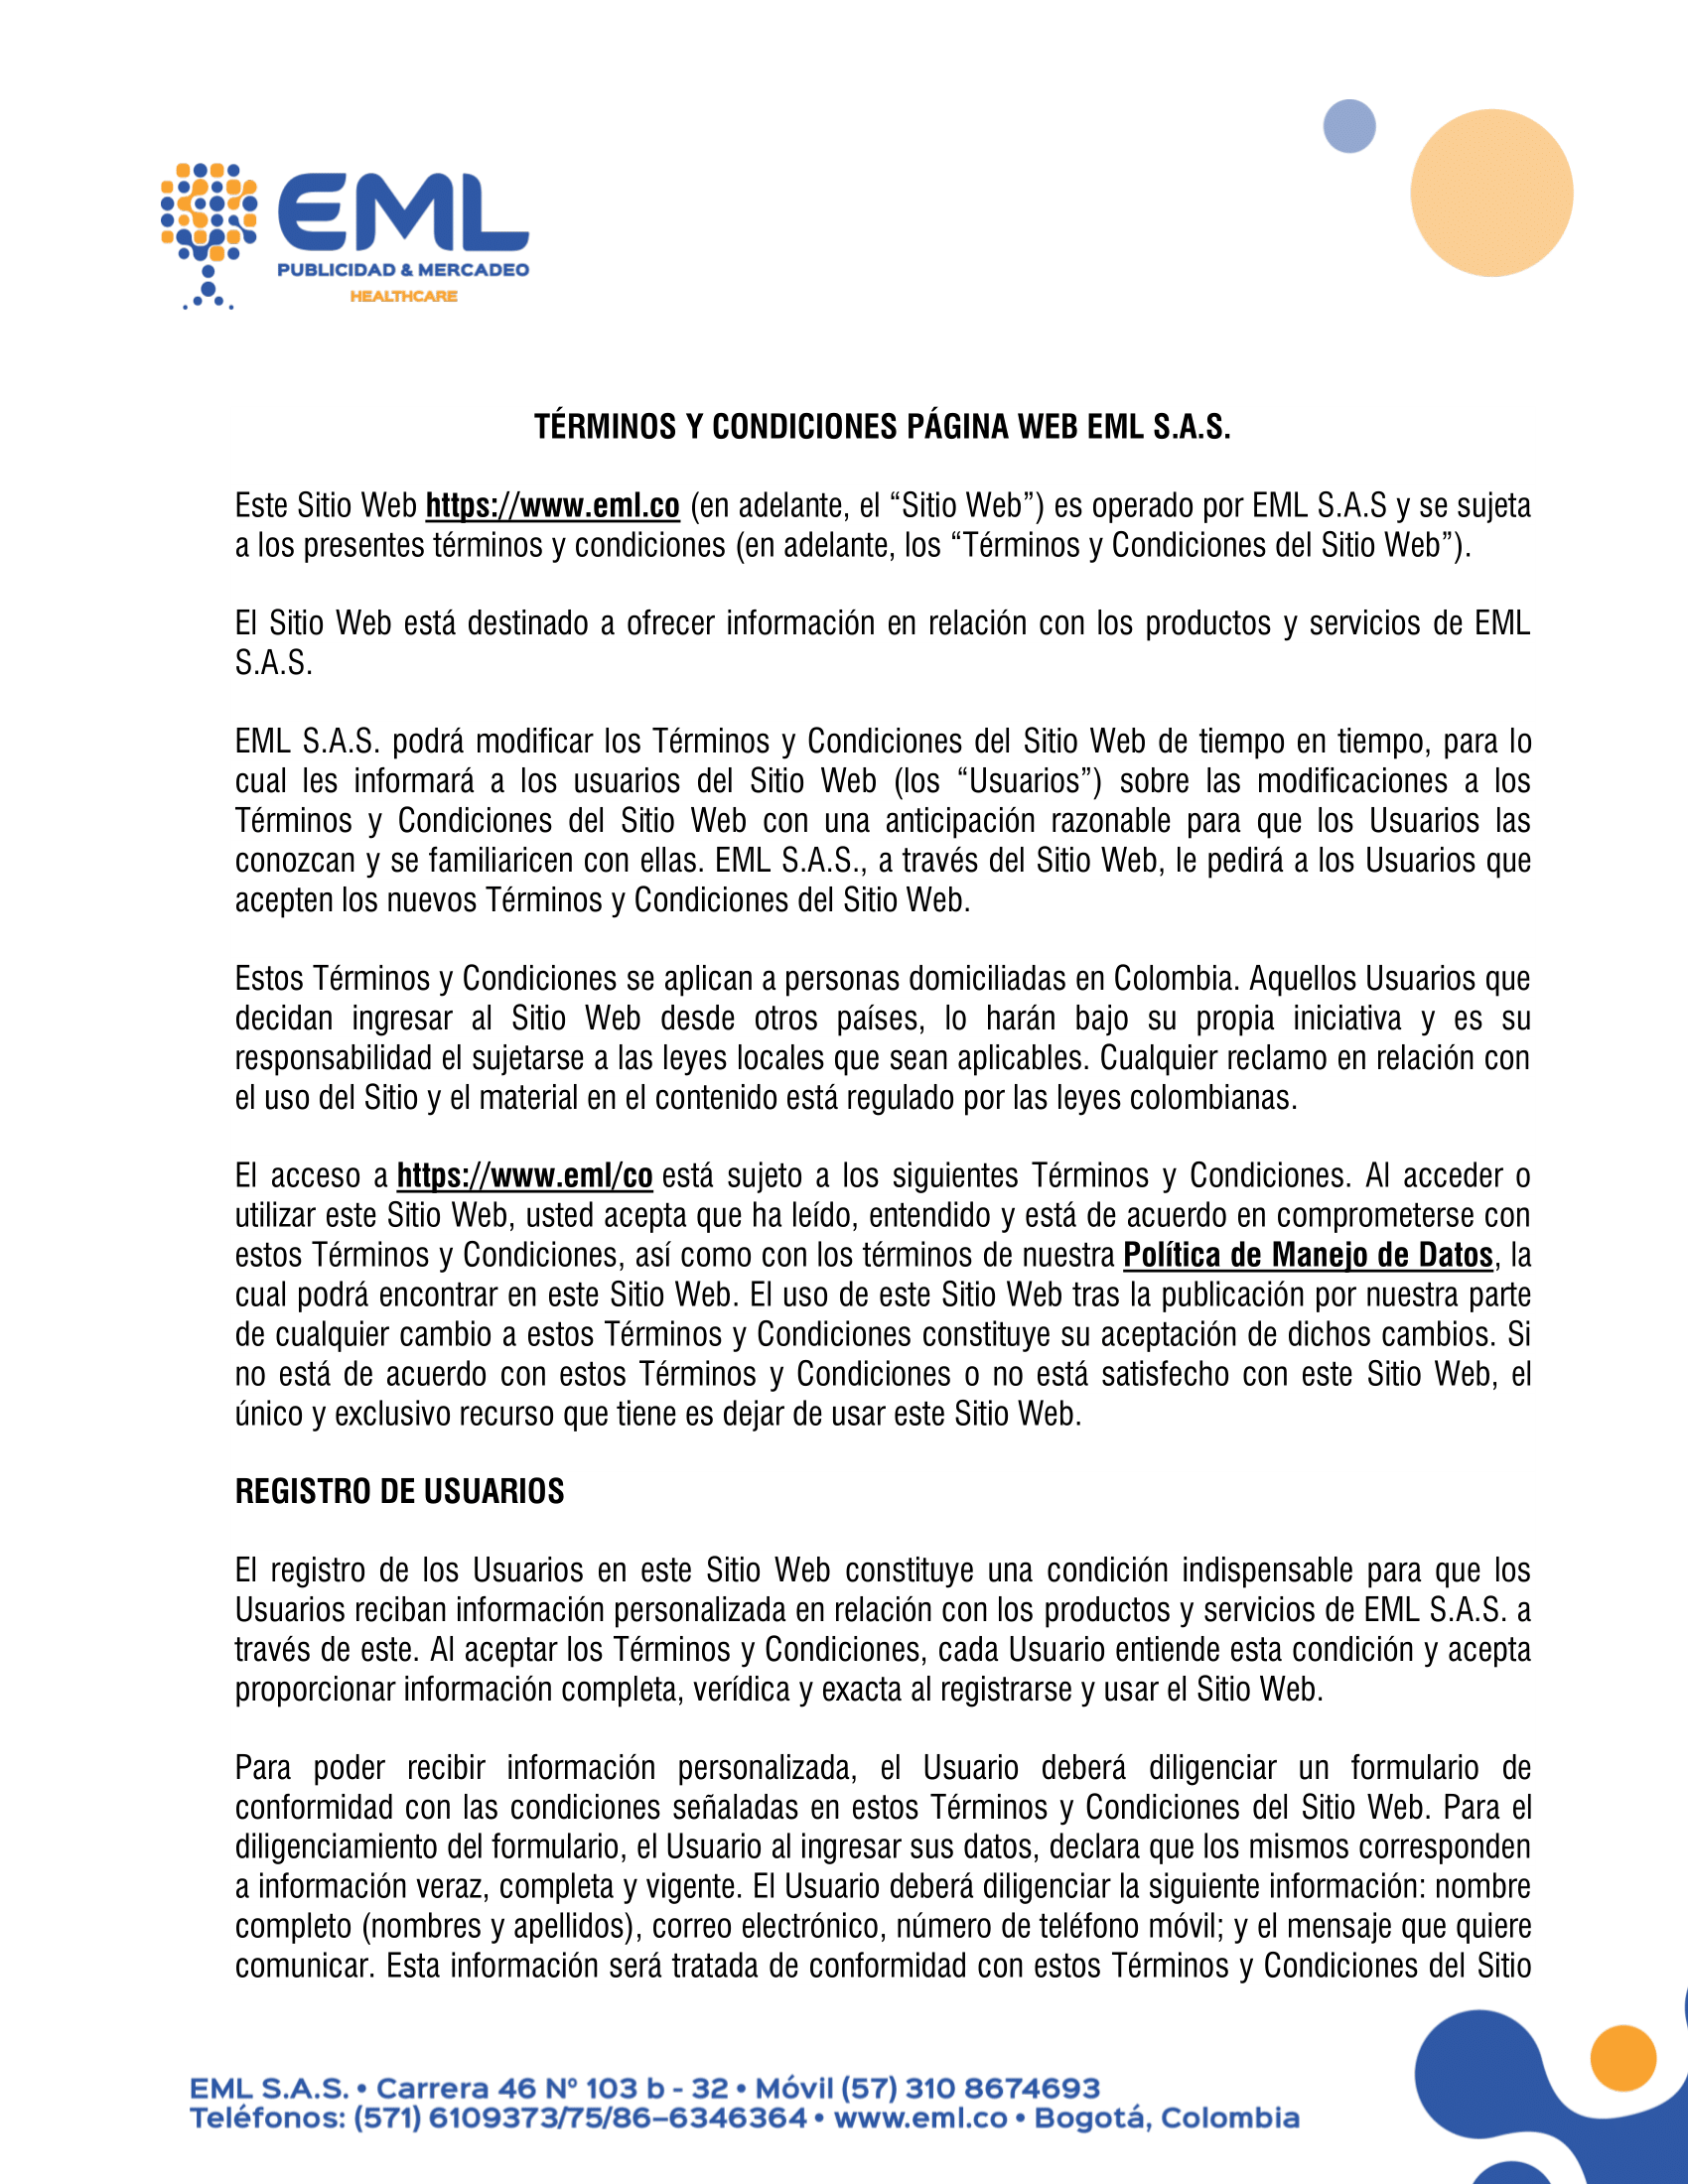 EML
PUBLICIDAD & MERCADEO
HEALTHCARE
TÉRMINOS Y CONDICIONES PÁGINA WEB EML S.A.S.
Este Sitio Web https://www.eml.co (en adelante, el “Sitio Web”) es operado por EML S.A.S y se sujeta
a los presentes términos y condiciones (en adelante, los “Términos y Condiciones del Sitio Web”).
El Sitio Web está destinado a ofrecer información en relación con los productos y servicios de EML
S.A.S.
EML S.A.S. podrá modificar los Términos y Condiciones del Sitio Web de tiempo en tiempo, para lo
cual les informará a los usuarios del Sitio Web (los “Usuarios”) sobre las modificaciones a los
Términos y Condiciones del Sitio Web con una anticipación razonable para que los Usuarios las
conozcan y se familiaricen con ellas. EML S.A.S., a través del Sitio Web, le pedirá a los Usuarios que
acepten los nuevos Términos y Condiciones del Sitio Web.
Estos Términos y Condiciones se aplican a personas domiciliadas en Colombia. Aquellos Usuarios que
decidan ingresar al Sitio Web desde otros países, lo harán bajo su propia iniciativa y es su
responsabilidad el sujetarse a las leyes locales que sean aplicables. Cualquier reclamo en relación con
el uso del Sitio y el material en el contenido está regulado por las leyes colombianas.
El acceso a https://www.eml/co está sujeto a los siguientes Términos y Condiciones. Al acceder o
utilizar este Sitio Web, usted acepta que ha leído, entendido y está de acuerdo en comprometerse con
estos Términos y Condiciones, así como con los términos de nuestra Política de Manejo de Datos, la
cual podrá encontrar en este Sitio Web. El uso de este Sitio Web tras la publicación por nuestra parte
de cualquier cambio a estos Términos y Condiciones constituye su aceptación de dichos cambios. Si
no está de acuerdo con estos Términos y Condiciones o no está satisfecho con este Sitio Web, el
único y exclusivo recurso que tiene es dejar de usar este Sitio Web.
REGISTRO DE USUARIOS
El registro de los Usuarios en este Sitio Web constituye una condición indispensable para que los
Usuarios reciban información personalizada en relación con los productos y servicios de EML S.A.S. a
través de este. Al aceptar los Términos y Condiciones, cada Usuario entiende esta condición y acepta
proporcionar información completa, verídica y exacta al registrarse y usar el Sitio Web.
Para poder recibir información personalizada, el Usuario deberá diligenciar un formulario de
conformidad con las condiciones señaladas en estos Términos y Condiciones del Sitio Web. Para el
diligenciamiento del formulario, el Usuario al ingresar sus datos, declara que los mismos corresponden
a información veraz, completa y vigente. El Usuario deberá diligenciar la siguiente información: nombre
completo (nombres y apellidos), correo electrónico, número de teléfono móvil; y el mensaje que quiere
comunicar. Esta información será tratada de conformidad con estos Términos y Condiciones del Sitio
EML S.A.S. • Carrera 46 Nº 103 b - 32 • Móvil (57) 310 8674693
Teléfonos: (571) 6109373/75/86–6346364 • www.eml.co • Bogotá, Colombia